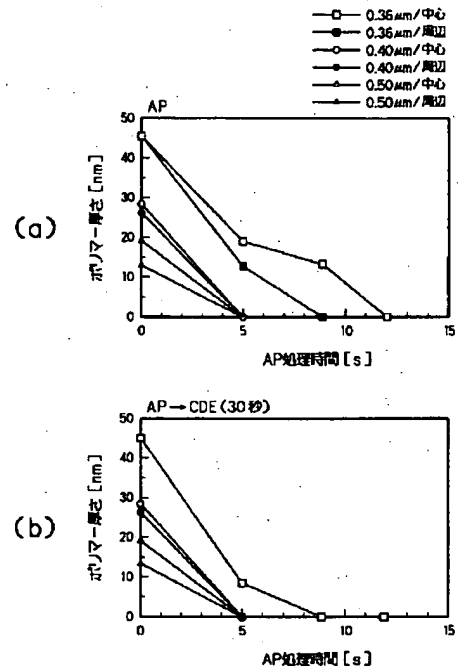 0.36μm/中心
0.36μm/周辺
0.40μm/中心
0.40μm/周辺
0.50μm/中心
0.50μm/周辺
(a)
AP
ポリマー厚さ [nm]
50
40
30
20
10
0
0 5 10 15
AP処理時間 [s]
(b)
AP → CDE (30秒)
ポリマー厚さ [nm]
50
40
30
20
10
0
0 5 10 15
AP処理時間 [s]